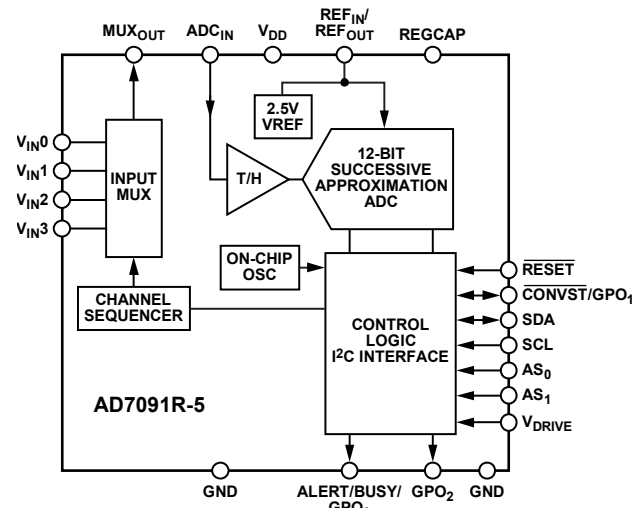 MUXOUT ADCIN VDD REFIN/
REFOUT REGCAP
2.5V
VREF
12-BIT
SUCCESSIVE
APPROXIMATION
ADC
T/H
VIN0
VIN1
VIN2
VIN3
INPUT
MUX
ON-CHIP
OSC
CHANNEL
SEQUENCER
CONTROL
LOGIC
I2C INTERFACE
RESET
CONVST/GPO1
SDA
SCL
AS0
AS1
VDRIVE
AD7091R-5
GND ALERT/BUSY/ GPO2 GND